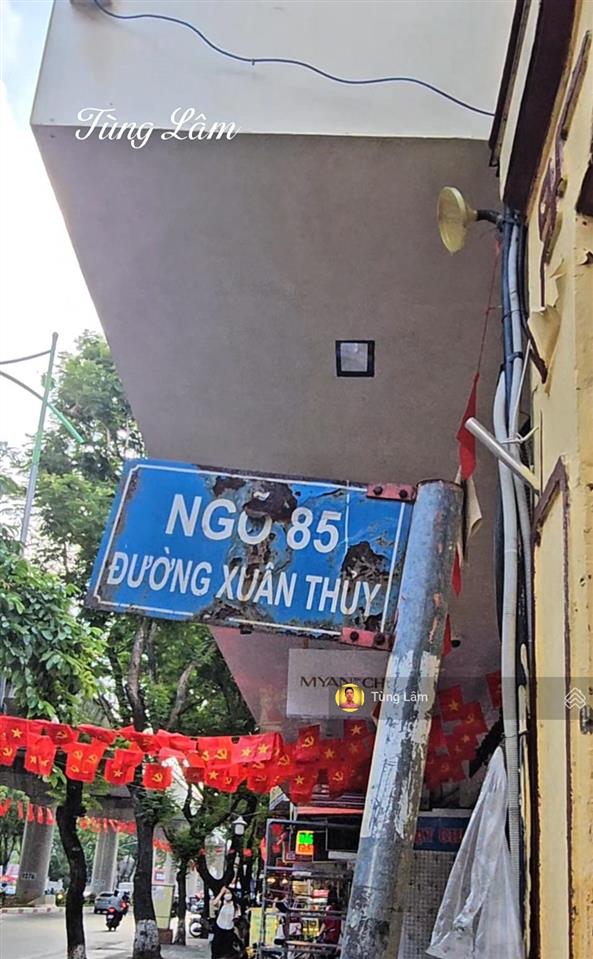 Tùng Lâm
NGÕ 85
ĐƯỜNG XUÂN THỦY
Tùng Lâm